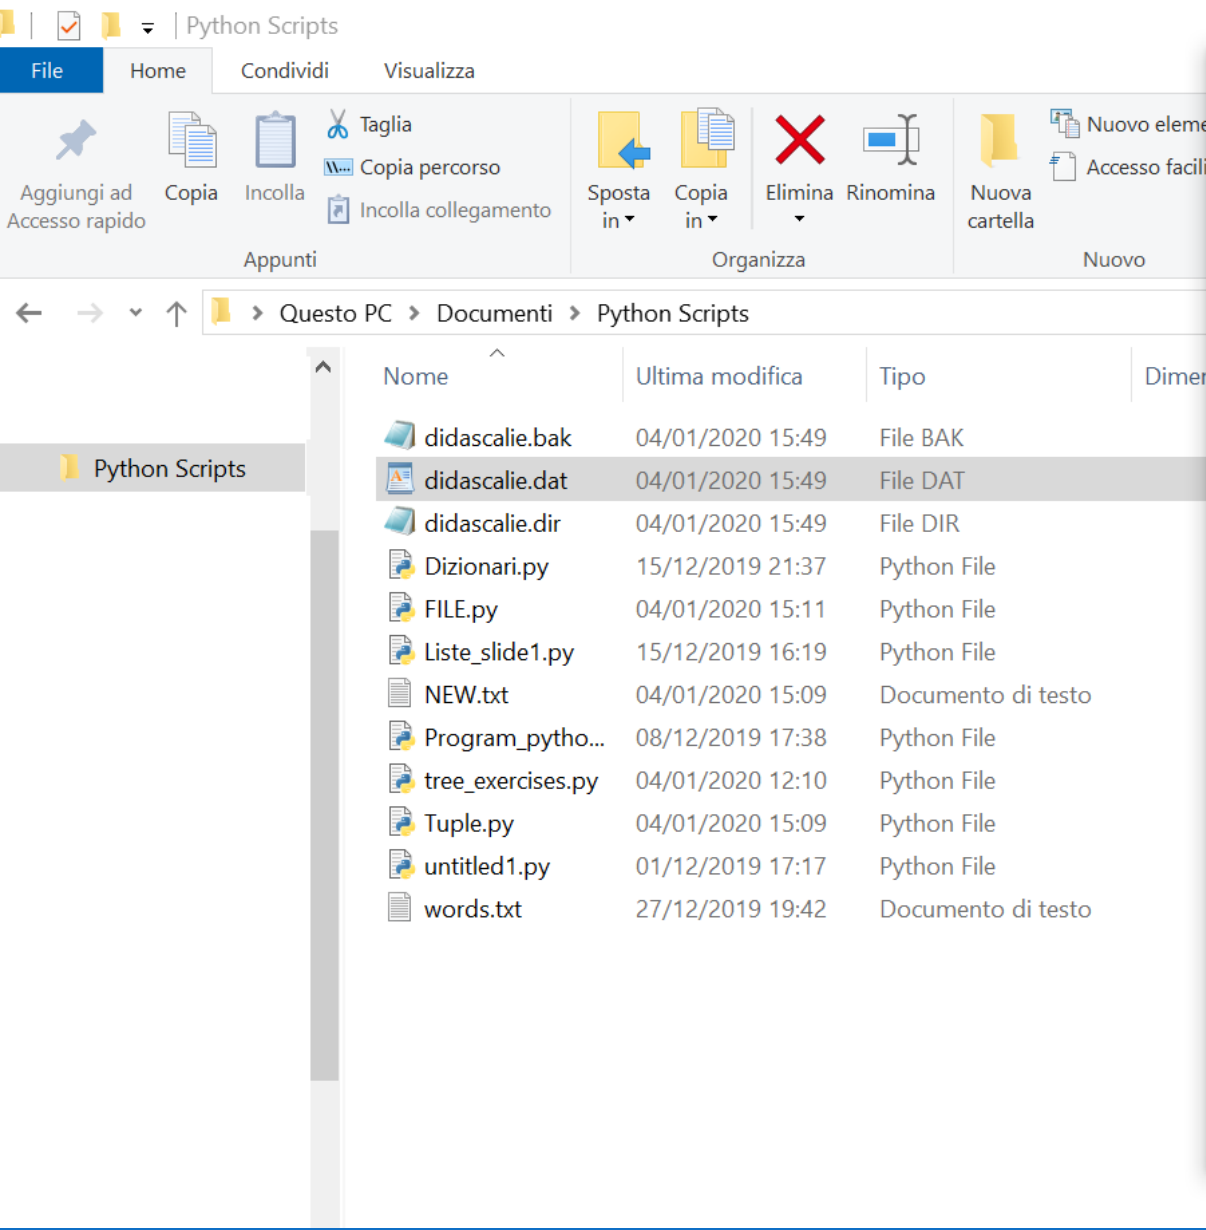 Python Scripts
File Home Condividi Visualizza
Aggiungi ad
Accesso rapido
Copia
Incolla
Taglia
Copia percorso
Incolla collegamento
Appunti
Sposta
in
Copia
in
Elimina
Rinomina
Organizza
Nuova
cartella
Nuovo eleme
Accesso facili
Nuovo
Questo PC > Documenti > Python Scripts
Python Scripts
Nome Ultima modifica Tipo Dimer
didascalie.bak 04/01/2020 15:49 File BAK
didascalie.dat 04/01/2020 15:49 File DAT
didascalie.dir 04/01/2020 15:49 File DIR
Dizionari.py 15/12/2019 21:37 Python File
FILE.py 04/01/2020 15:11 Python File
Liste_slide1.py 15/12/2019 16:19 Python File
NEW.txt 04/01/2020 15:09 Documento di testo
Program_pytho... 08/12/2019 17:38 Python File
tree_exercises.py 04/01/2020 12:10 Python File
Tuple.py 04/01/2020 15:09 Python File
untitled1.py 01/12/2019 17:17 Python File
words.txt 27/12/2019 19:42 Documento di testo